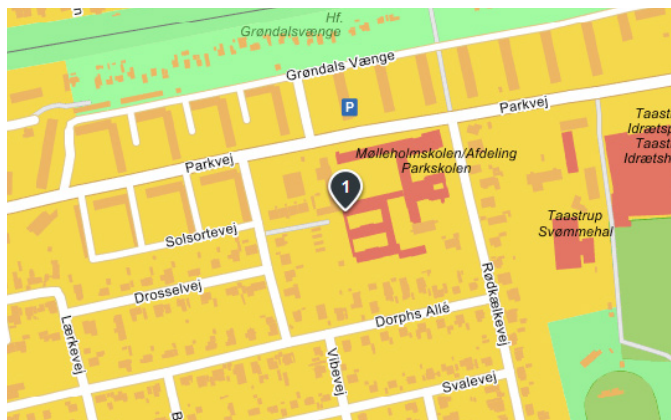 Hf.
Grøndalsvænge
Grøndals Vænge
P
Parkvej
Taast
Idrætsp
Taast
Idrætsh
Parkvej
Mølleholmskolen/Afdeling
Parkskolen
1
Taastrup
Svømmehal
Solsortevej
Drosselvej
Lærkevej
Dorphs Allé
Rødkælkevej
Vibevej
Svalevej
B